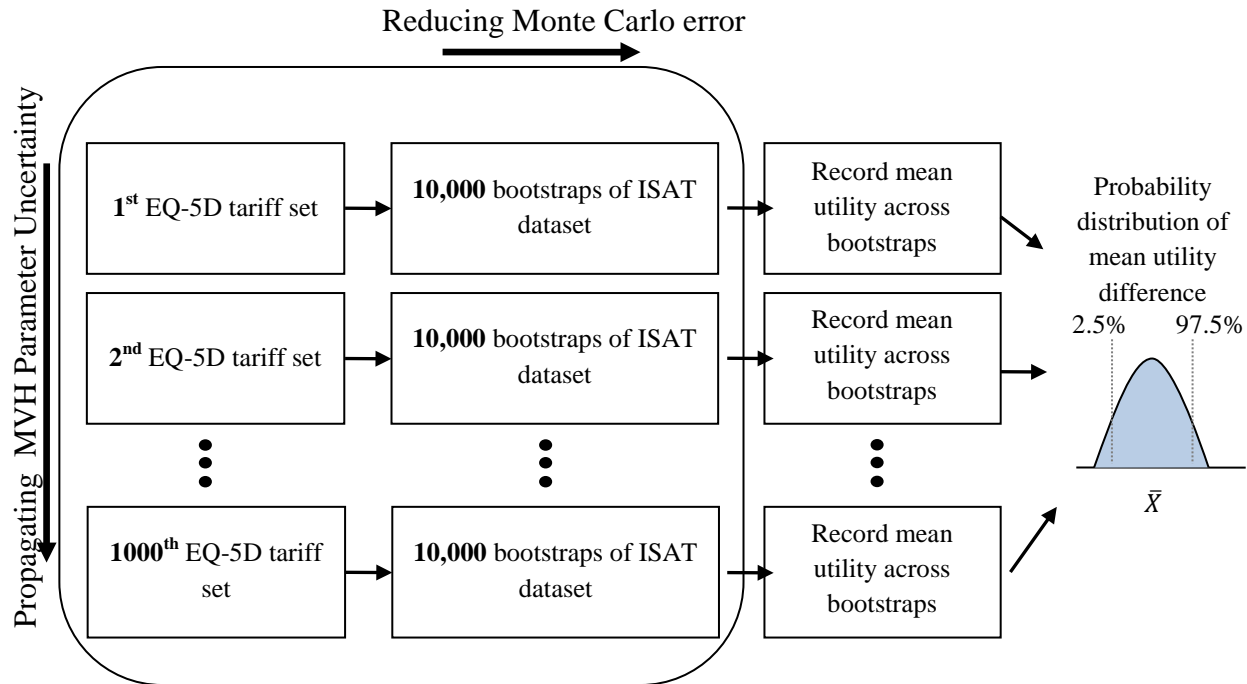 Reducing Monte Carlo error
Propagating MVH Parameter Uncertainty
1st EQ-5D tariff set
10,000 bootstraps of ISAT
dataset
Record mean
utility across
bootstraps
2nd EQ-5D tariff set
10,000 bootstraps of ISAT
dataset
Record mean
utility across
bootstraps
1000th EQ-5D tariff
set
10,000 bootstraps of ISAT
dataset
Record mean
utility across
bootstraps
Probability
distribution of
mean utility
difference
2.5% 97.5%
X̄